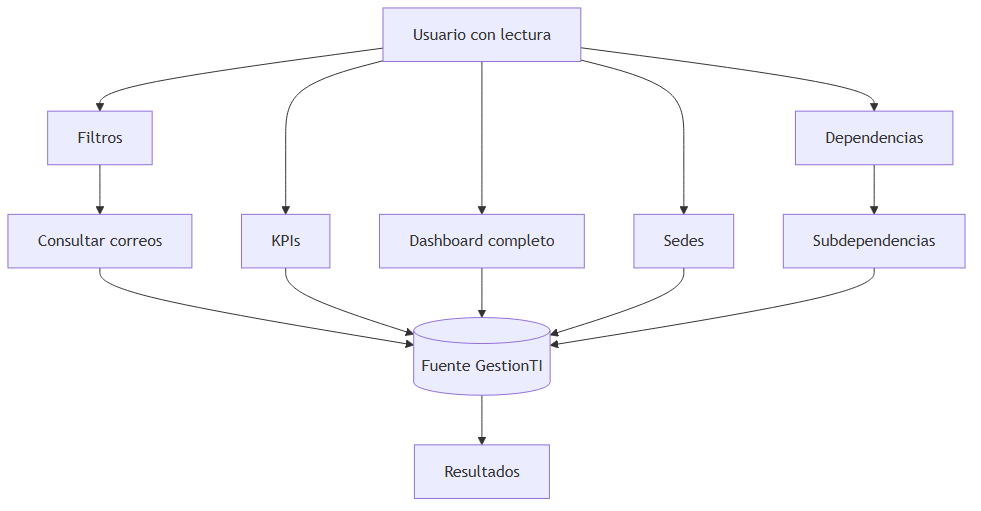 Usuario con lectura
Filtros
Dependencias
Consultar correos
KPIs
Dashboard completo
Sedes
Subdependencias
Fuente GestionTI
Resultados